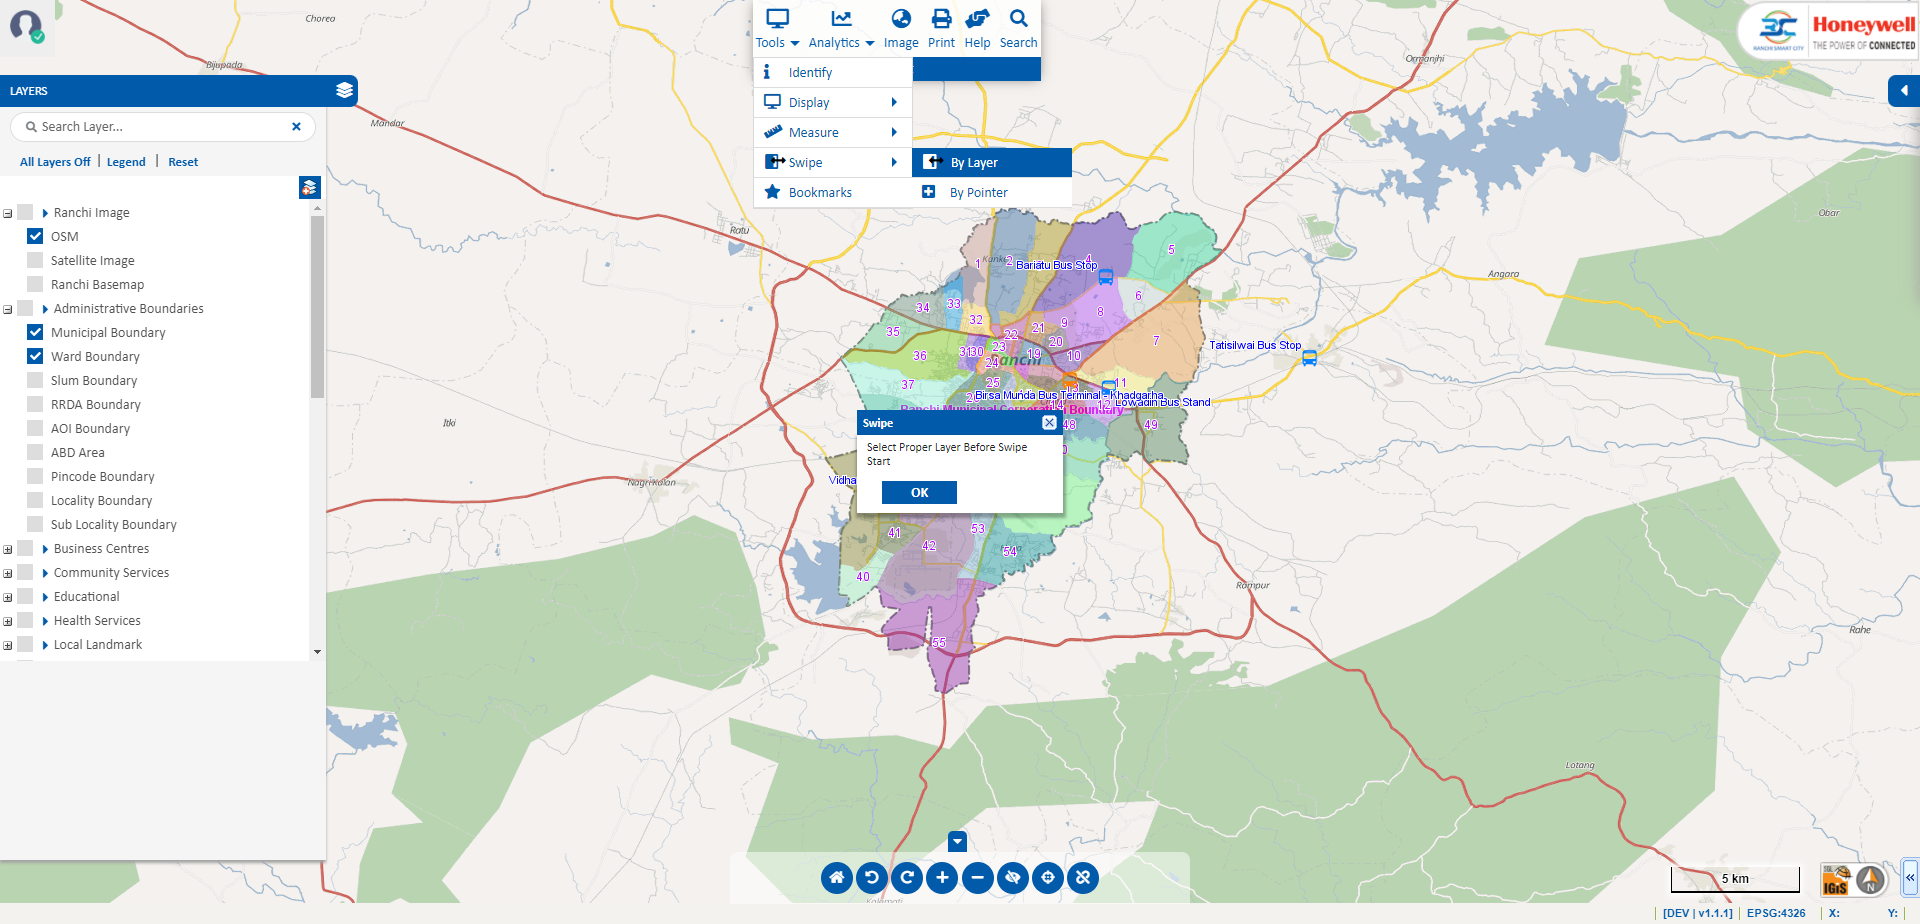 Chorea
Tools
Analytics
Image
Print
Help
Search
RANCHI SMART CITY
Honeywell
THE POWER OF CONNECTED
Bjupada
Ormanjhi
Identify
Display
Measure
Swipe
Bookmarks
By Layer
By Pointer
LAYERS
Search Layer...
All Layers Off | Legend | Reset
Ranchi Image
OSM
Satellite Image
Ranchi Basemap
Administrative Boundaries
Municipal Boundary
Ward Boundary
Slum Boundary
RRDA Boundary
AOI Boundary
ABD Area
Pincode Boundary
Locality Boundary
Sub Locality Boundary
Business Centres
Community Services
Educational
Health Services
Local Landmark
Mandar
Ratu
Obar
Angara
Itki
Nagri Kalan
1
2
4
5
Bariatu Bus Stop
6
34
33
32
35
36
37
8
9
7
22
21
20
23
19
10
31
30
24
25
11
Tatisilwai Bus Stop
Birsa Munda Bus Terminal - Khadgarha
Lowadih Bus Stand
Ranchi Municipal Corporation Boundary
12
14
48
49
Vidha
Swipe
Select Proper Layer Before Swipe
Start
OK
41
42
53
54
40
55
Rampur
Rahe
Lotang
Kalamati
5 km
IGiS
N
[DEV | v1.1.1]
EPSG:4326
X:
Y: